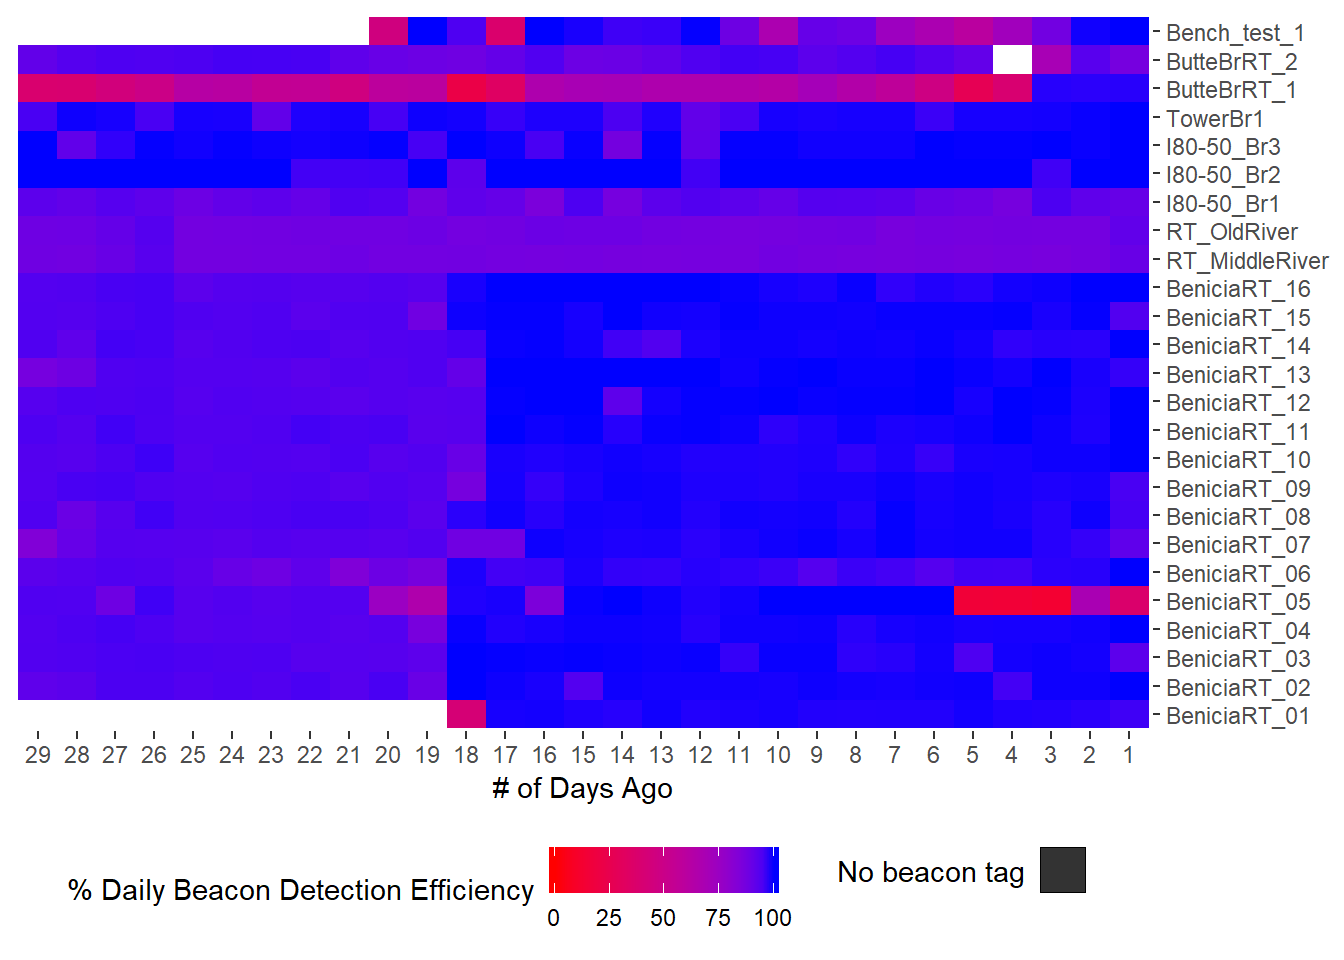 Bench_test_1
ButteBrRT_2
ButteBrRT_1
TowerBr1
I80-50_Br3
I80-50_Br2
I80-50_Br1
RT_OldRiver
RT_MiddleRiver
BeniciaRT_16
BeniciaRT_15
BeniciaRT_14
BeniciaRT_13
BeniciaRT_12
BeniciaRT_11
BeniciaRT_10
BeniciaRT_09
BeniciaRT_08
BeniciaRT_07
BeniciaRT_06
BeniciaRT_05
BeniciaRT_04
BeniciaRT_03
BeniciaRT_02
BeniciaRT_01
29 28 27 26 25 24 23 22 21 20 19 18 17 16 15 14 13 12 11 10 9 8 7 6 5 4 3 2 1
# of Days Ago
% Daily Beacon Detection Efficiency
0 25 50 75 100
No beacon tag